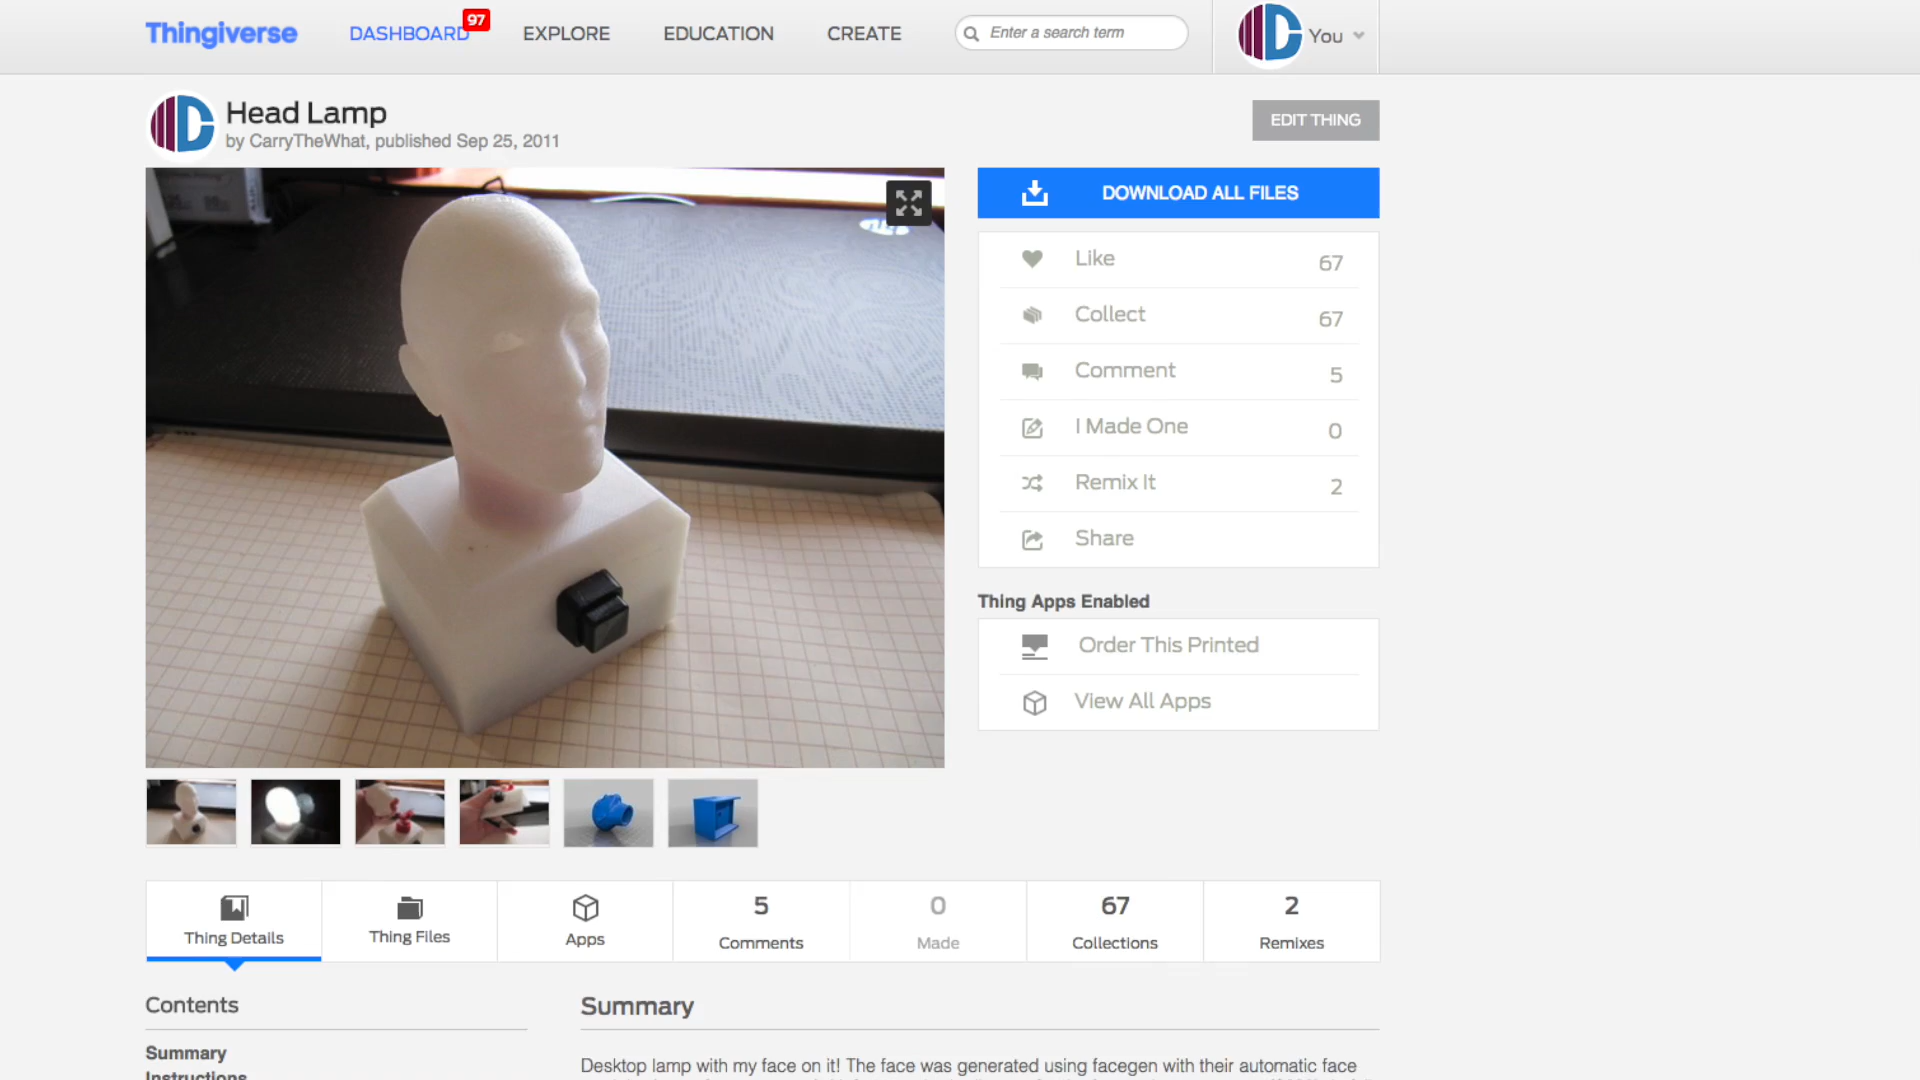 Thingiverse
DASHBOARD
97
EXPLORE
EDUCATION
CREATE
Enter a search term
You
Head Lamp
by CarryTheWhat, published Sep 25, 2011
EDIT THING
DOWNLOAD ALL FILES
Like 67
Collect 67
Comment 5
I Made One 0
Remix It 2
Share
Thing Apps Enabled
Order This Printed
View All Apps
Thing Details
Thing Files
Apps
5
Comments
0
Made
67
Collections
2
Remixes
Contents
Summary
Instructions
Summary
Desktop lamp with my face on it! The face was generated using facegen with their automatic face